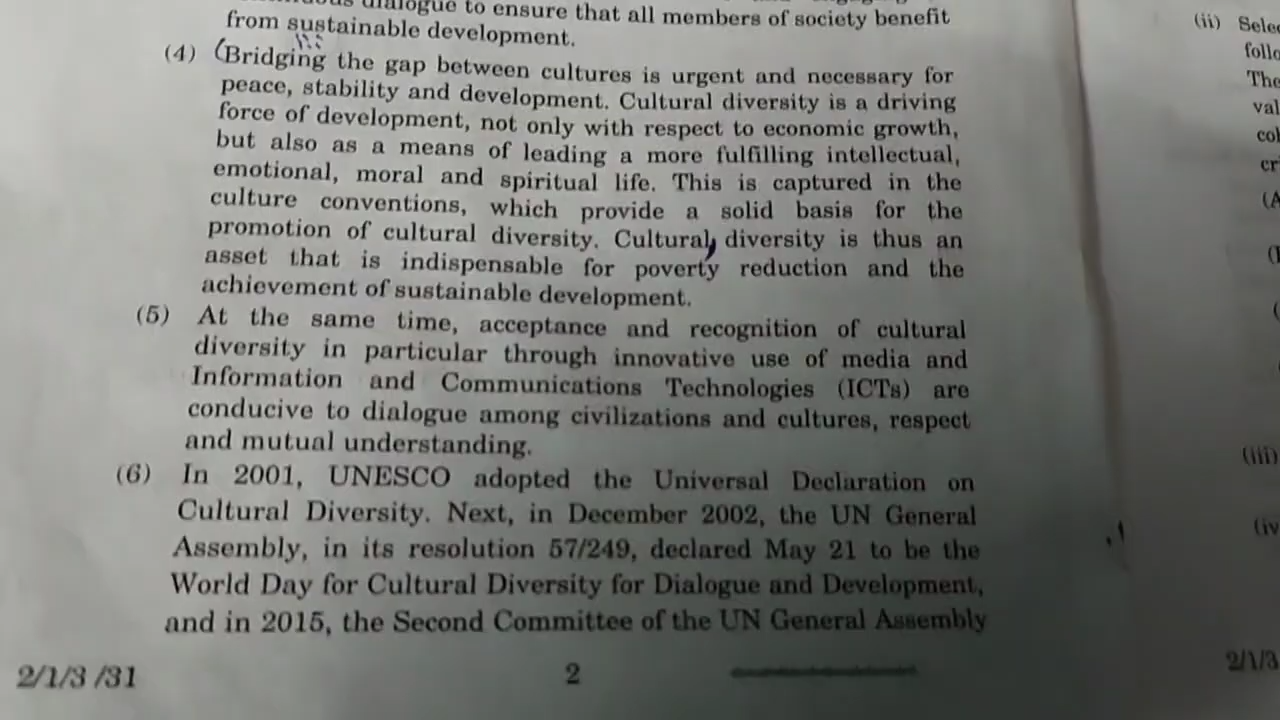 dialogue to ensure that all members of society benefit
from sustainable development.
(4) Bridging the gap between cultures is urgent and necessary for
peace, stability and development. Cultural diversity is a driving
force of development, not only with respect to economic growth,
but also as a means of leading a more fulfilling intellectual,
emotional, moral and spiritual life. This is captured in the
culture conventions, which provide a solid basis for the
promotion of cultural diversity. Cultural diversity is thus an
asset that is indispensable for poverty reduction and the
achievement of sustainable development.
(5) At the same time, acceptance and recognition of cultural
diversity in particular through innovative use of media and
Information and Communications Technologies (ICTs) are
conducive to dialogue among civilizations and cultures, respect
and mutual understanding.
(6) In 2001, UNESCO adopted the Universal Declaration on
Cultural Diversity. Next, in December 2002, the UN General
Assembly, in its resolution 57/249, declared May 21 to be the
World Day for Cultural Diversity for Dialogue and Development,
and in 2015, the Second Committee of the UN General Assembly
2/1/3 /31
2
(ii)
(iii)
(iv
2/1/3